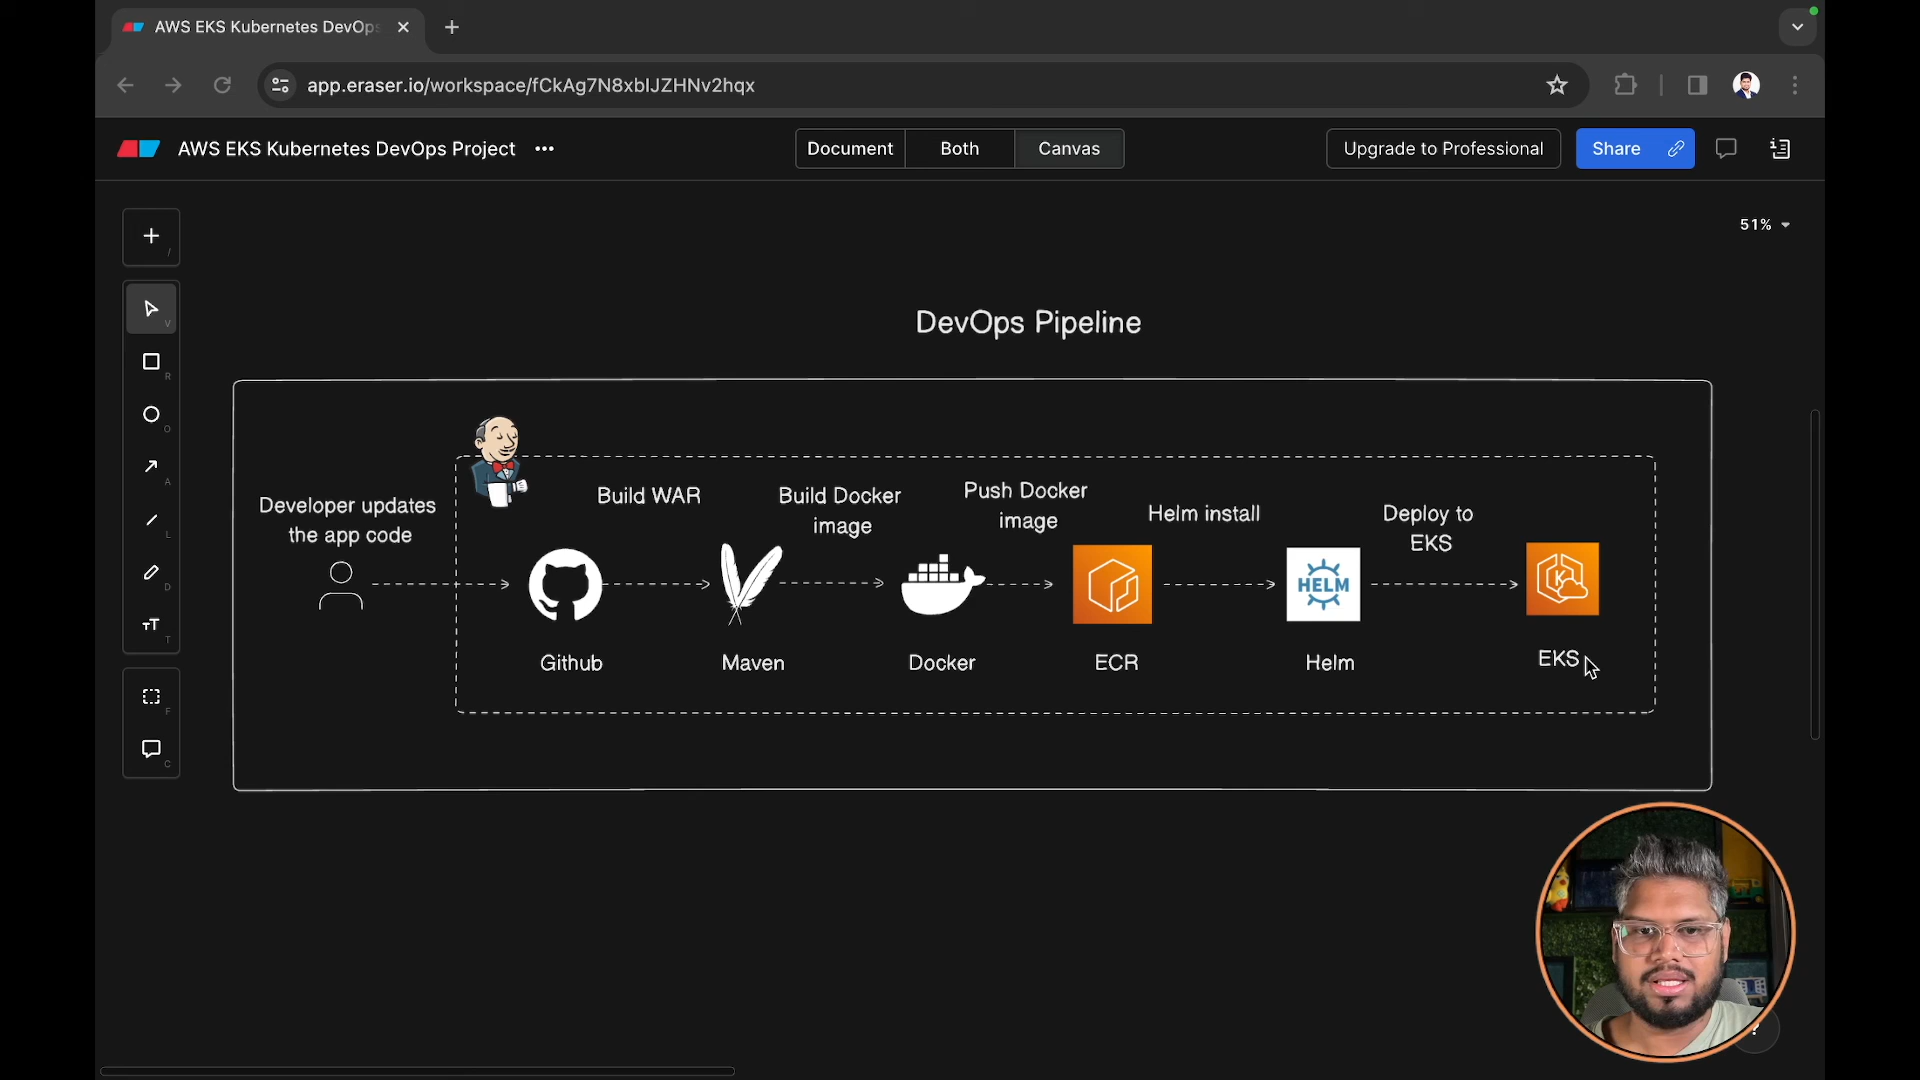 AWS EKS Kubernetes DevOps
app.eraser.io/workspace/fCkAg7N8xbIJZHNv2hqx
AWS EKS Kubernetes DevOps Project
Document
Both
Canvas
Upgrade to Professional
Share
51%
/
V
R
O
A
L
D
T
F
C
DevOps Pipeline
Developer updates
the app code
Build WAR
Build Docker
image
Push Docker
image
Helm install
Deploy to
EKS
HELM
K
Github
Maven
Docker
ECR
Helm
EKS
?